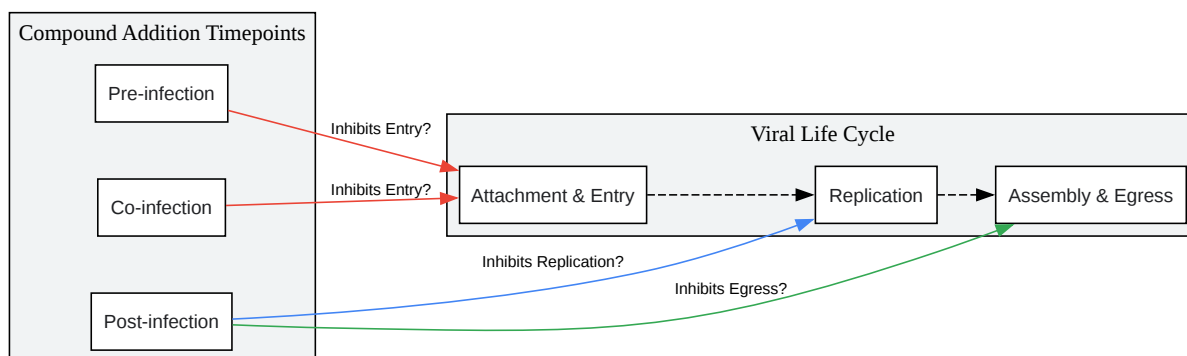 Compound Addition Timepoints
Pre-infection
Inhibits Entry?
Viral Life Cycle
Co-infection
Inhibits Entry?
Attachment & Entry
Replication
Assembly & Egress
Post-infection
Inhibits Replication?
Inhibits Egress?